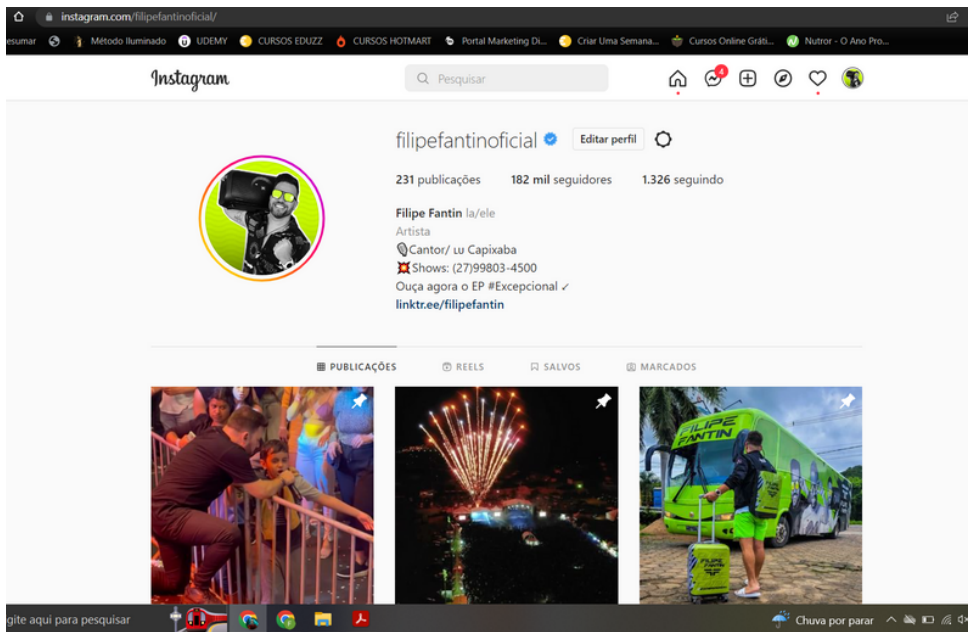 instagram.com/filipefantinoficial/
esumar Método Iluminado UDEMY CURSOS EDUZZ CURSOS HOTMART Portal Marketing Di... Criar Uma Semana... Cursos Online Gráti... Nutror - O Ano Pro...
Instagram
Pesquisar
4
filipefantinoficial Editar perfil
231 publicações 182 mil seguidores 1.326 seguindo
Filipe Fantin la/ele
Artista
Cantor/ LU Capixaba
Shows: (27)99803-4500
Ouça agora o EP #Excepcional ✓
linktr.ee/filipefantin
PUBLICAÇÕES REELS SALVOS MARCADOS
FILIPE
FANTIN
FILIPE
FANTIN
gite aqui para pesquisar
Chuva por parar